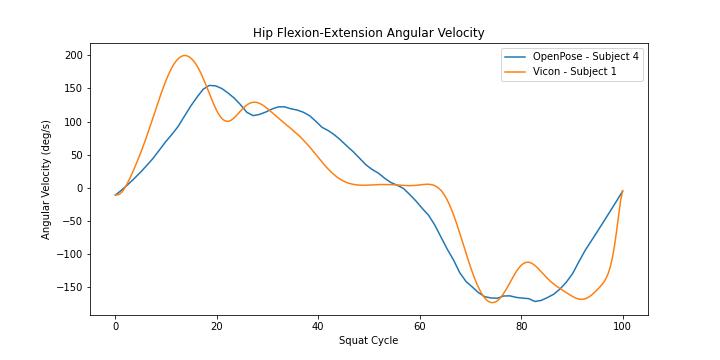 Hip Flexion-Extension Angular Velocity
OpenPose - Subject 4
Vicon - Subject 1
200
150
100
50
0
−50
−100
−150
Angular Velocity (deg/s)
0 20 40 60 80 100
Squat Cycle